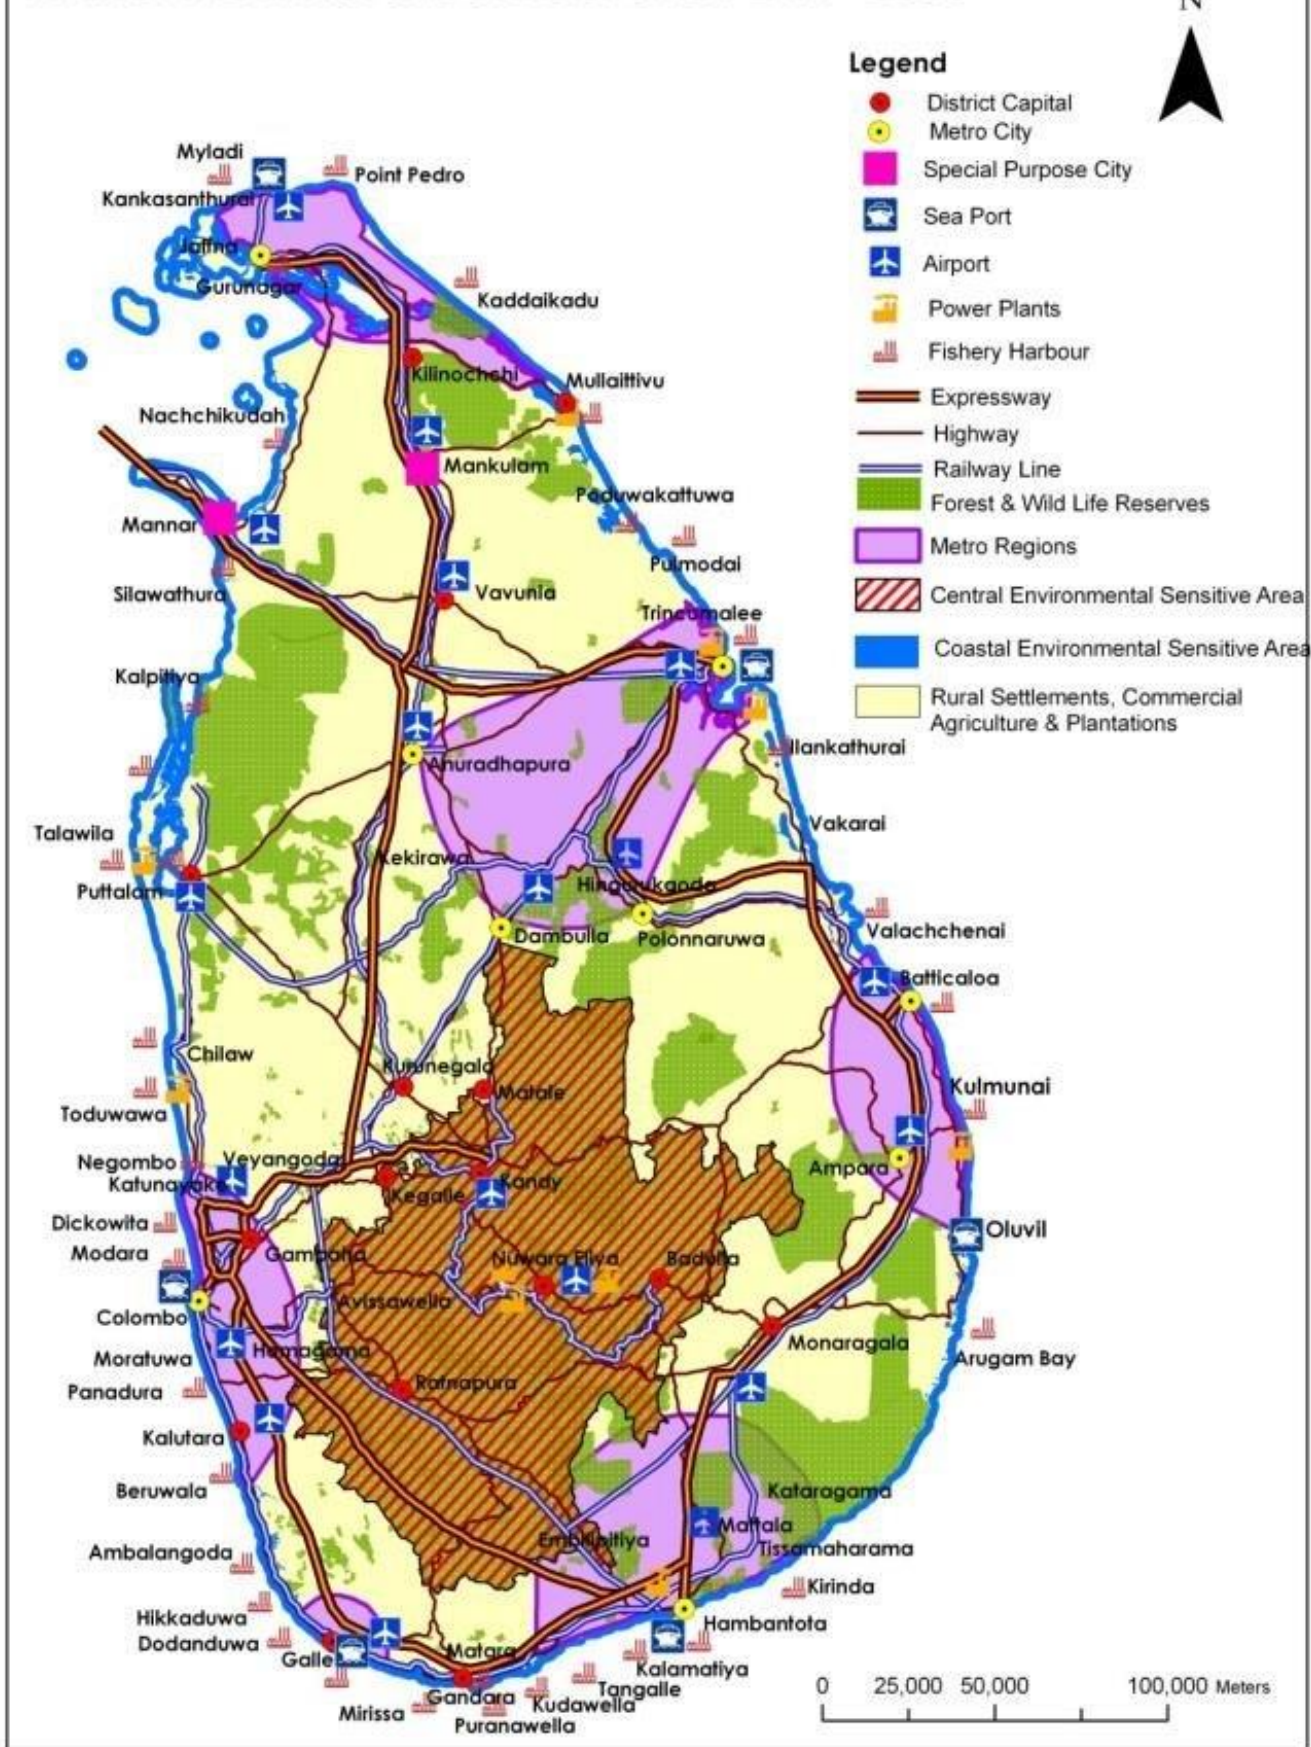 N
Legend
District Capital
Metro City
Special Purpose City
Sea Port
Airport
Power Plants
Fishery Harbour
Expressway
Highway
Railway Line
Forest & Wild Life Reserves
Metro Regions
Central Environmental Sensitive Area
Coastal Environmental Sensitive Area
Rural Settlements, Commercial
Agriculture & Plantations
Myladi
Point Pedro
Kankasanthurai
Jaffna
Gurunagar
Kaddaikadu
Kilinochchi
Mullaittivu
Nachchikudah
Mankulam
Poduwakattuwa
Mannar
Pulmodai
Silawathura
Vavunia
Trincumalee
Kalpitiya
Illankathurai
Anuradhapura
Talawila
Vakarai
Kekirawa
Puttalam
Hingurukgoda
Dambulla
Polonnaruwa
Valachchenai
Batticaloa
Chilaw
Kurunegala
Matale
Kulmunai
Toduwawa
Negombo
Veyangoda
Katunayake
Ampara
Kegalle
Kandy
Dickowita
Oluvil
Modara
Gampaha
Nuwara Eliya
Badulla
Avissawella
Colombo
Moratuwa
Homagama
Monaragala
Arugam Bay
Panadura
Ratnapura
Kalutara
Beruwala
Kataragama
Mattala
Embilipitiya
Ambalangoda
Tissamaharama
Kirinda
Hikkaduwa
Hambantota
Dodanduwa
Galle
Matara
Kalamatiya
Tangalle
Gandara
Kudawella
Mirissa
Puranawella
0 25,000 50,000 100,000 Meters